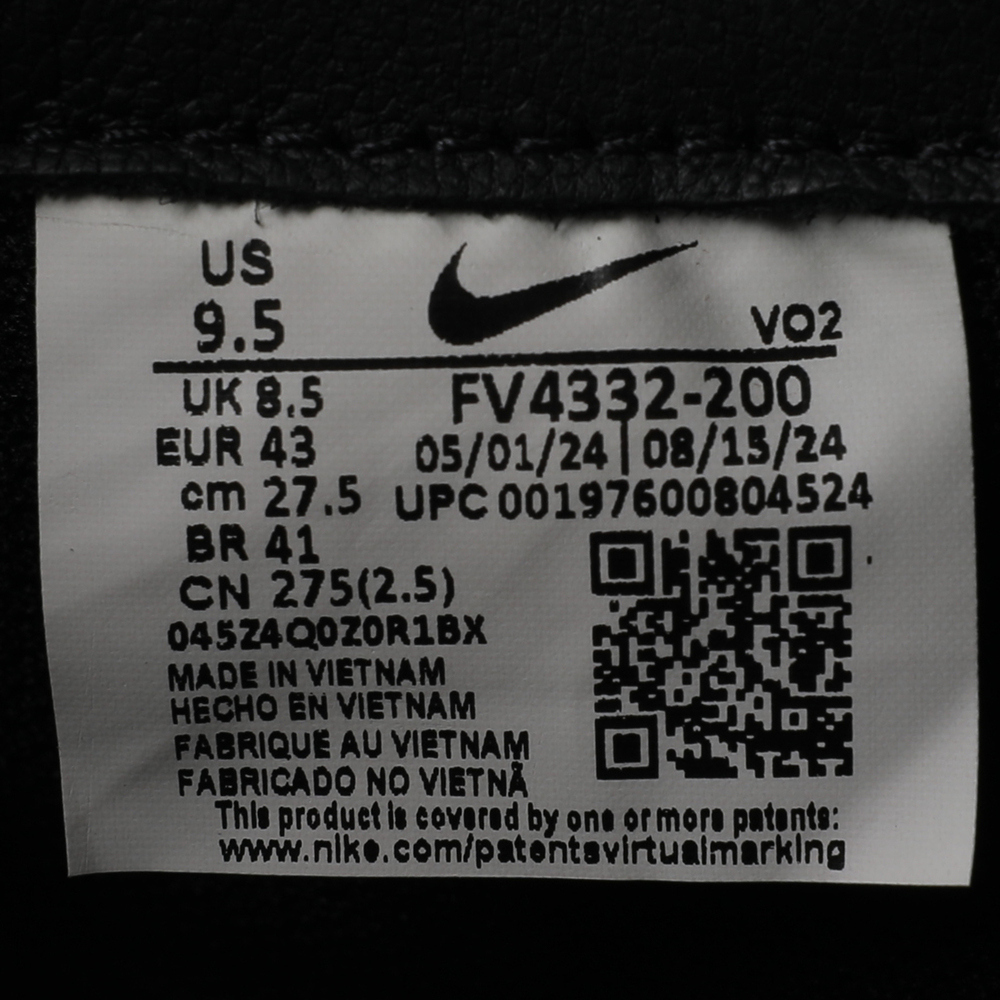 US
9.5
VO2
UK 8.5
FV4332-200
EUR 43
05/01/24 | 08/15/24
cm 27.5
UPC 00197600804524
BR 41
CN 275(2.5)
045Z4Q0Z0R1BX
MADE IN VIETNAM
HECHO EN VIETNAM
FABRIQUE AU VIETNAM
FABRICADO NO VIETNÃ
This product is covered by one or more patents:
www.nike.com/patentsvirtualmarking